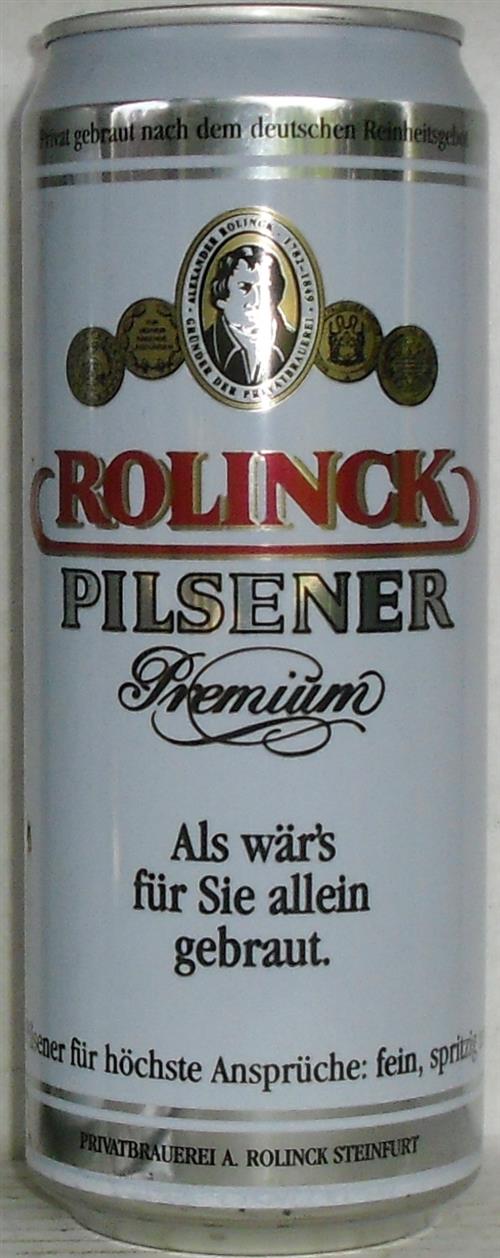 Privat gebraut nach dem deutschen Reinheitsgebot
ALEXANDER ROLINCK · 1782-1849 ·
GRÜNDER DER PRIVATBRAUEREI
ROLINCK
PILSENER
Premium
Als wär's
für Sie allein
gebraut.
für höchste Ansprüche: fein, spritzig
PRIVATBRAUEREI A. ROLINCK STEINFURT